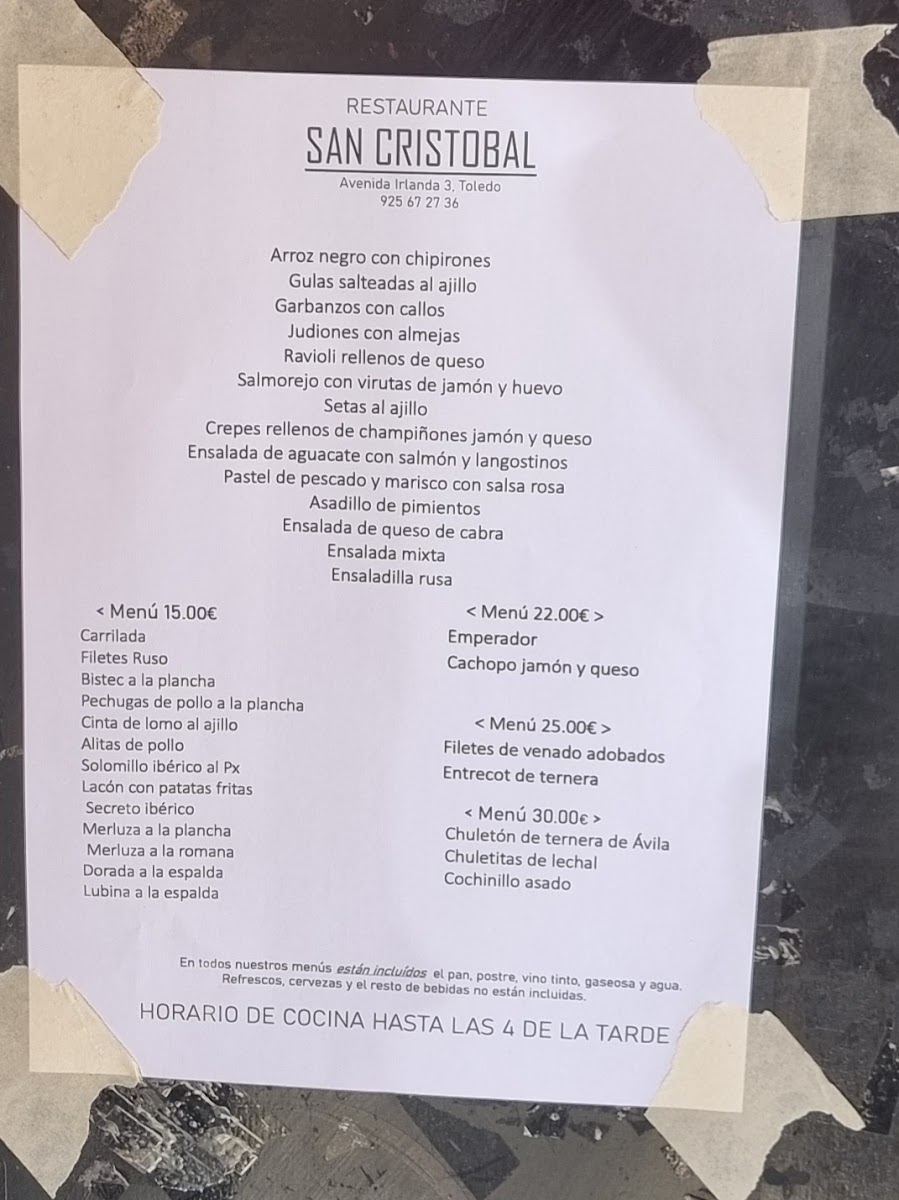 RESTAURANTE
SAN CRISTOBAL
Avenida Irlanda 3, Toledo
925 67 27 36
Arroz negro con chipirones
Gulas salteadas al ajillo
Garbanzos con callos
Judiones con almejas
Ravioli rellenos de queso
Salmorejo con virutas de jamón y huevo
Setas al ajillo
Crepes rellenos de champiñones jamón y queso
Ensalada de aguacate con salmón y langostinos
Pastel de pescado y marisco con salsa rosa
Asadillo de pimientos
Ensalada de queso de cabra
Ensalada mixta
Ensaladilla rusa
< Menú 15.00€
Carrilada
Filetes Ruso
Bistec a la plancha
Pechugas de pollo a la plancha
Cinta de lomo al ajillo
Alitas de pollo
Solomillo ibérico al Px
Lacón con patatas fritas
Secreto ibérico
Merluza a la plancha
Merluza a la romana
Dorada a la espalda
Lubina a la espalda
< Menú 22.00€ >
Emperador
Cachopo jamón y queso
< Menú 25.00€ >
Filetes de venado adobados
Entrecot de ternera
< Menú 30.00€ >
Chuletón de ternera de Ávila
Chuletitas de lechal
Cochinillo asado
En todos nuestros menús están incluídos el pan, postre, vino tinto, gaseosa y agua.
Refrescos, cervezas y el resto de bebidas no están incluidas.
HORARIO DE COCINA HASTA LAS 4 DE LA TARDE